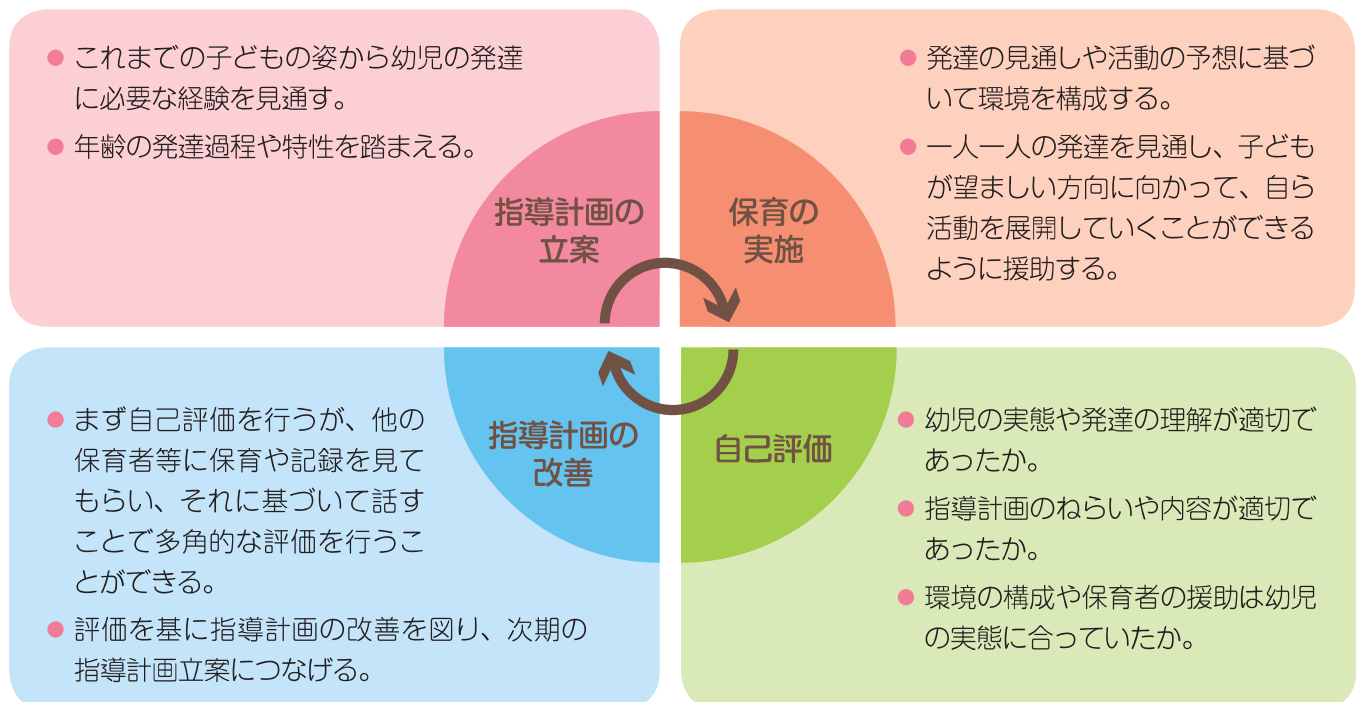 ● これまでの子どもの姿から幼児の発達
に必要な経験を見通す。
● 年齢の発達過程や特性を踏まえる。
指導計画の
立案
● 発達の見通しや活動の予想に基づ
いて環境を構成する。
● 一人一人の発達を見通し、子ども
が望ましい方向に向かって、自ら
活動を展開していくことができる
ように援助する。
保育の
実施
● まず自己評価を行うが、他の
保育者等に保育や記録を見て
もらい、それに基づいて話す
ことで多角的な評価を行うこ
とができる。
● 評価を基に指導計画の改善を図り、次期の
指導計画立案につなげる。
指導計画の
改善
自己評価
● 幼児の実態や発達の理解が適切で
あったか。
● 指導計画のねらいや内容が適切で
あったか。
● 環境の構成や保育者の援助は幼児
の実態に合っていたか。